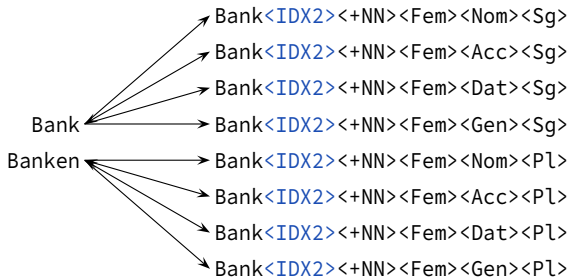 Bank<IDX2><+NN><Fem><Nom><Sg>
Bank<IDX2><+NN><Fem><Acc><Sg>
Bank<IDX2><+NN><Fem><Dat><Sg>
Bank Bank<IDX2><+NN><Fem><Gen><Sg>
Banken Bank<IDX2><+NN><Fem><Nom><Pl>
Bank<IDX2><+NN><Fem><Acc><Pl>
Bank<IDX2><+NN><Fem><Dat><Pl>
Bank<IDX2><+NN><Fem><Gen><Pl>